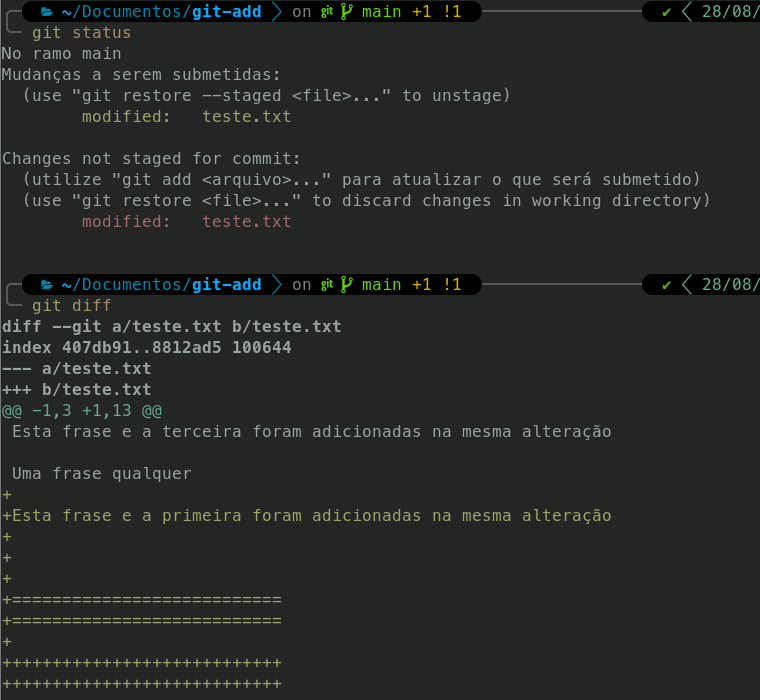 ~/Documentos/git-add on git main +1 !1 ✔ 28/08/
git status
No ramo main
Mudanças a serem submetidas:
  (use "git restore --staged <file>..." to unstage)
        modified:   teste.txt

Changes not staged for commit:
  (utilize "git add <arquivo>..." para atualizar o que será submetido)
  (use "git restore <file>..." to discard changes in working directory)
        modified:   teste.txt

~/Documentos/git-add on git main +1 !1 ✔ 28/08/
git diff
diff --git a/teste.txt b/teste.txt
index 407db91..8812ad5 100644
--- a/teste.txt
+++ b/teste.txt
@@ -1,3 +1,13 @@
 Esta frase e a terceira foram adicionadas na mesma alteração

 Uma frase qualquer
+
+Esta frase e a primeira foram adicionadas na mesma alteração
+
+
+
+===========================
+===========================
+
++++++++++++++++++++++++++++
++++++++++++++++++++++++++++